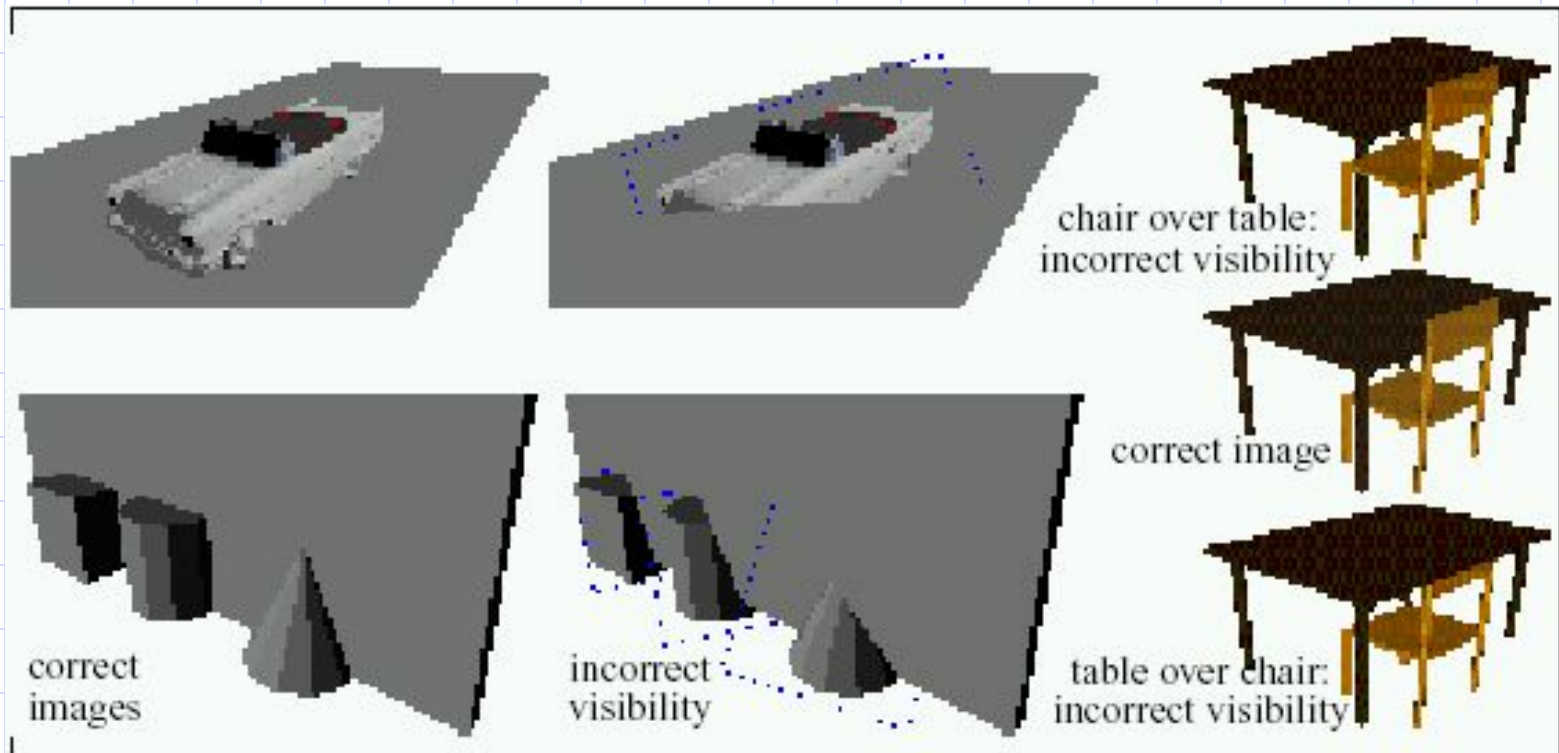 chair over table:
incorrect visibility
correct image
correct
images
incorrect
visibility
table over chair:
incorrect visibility